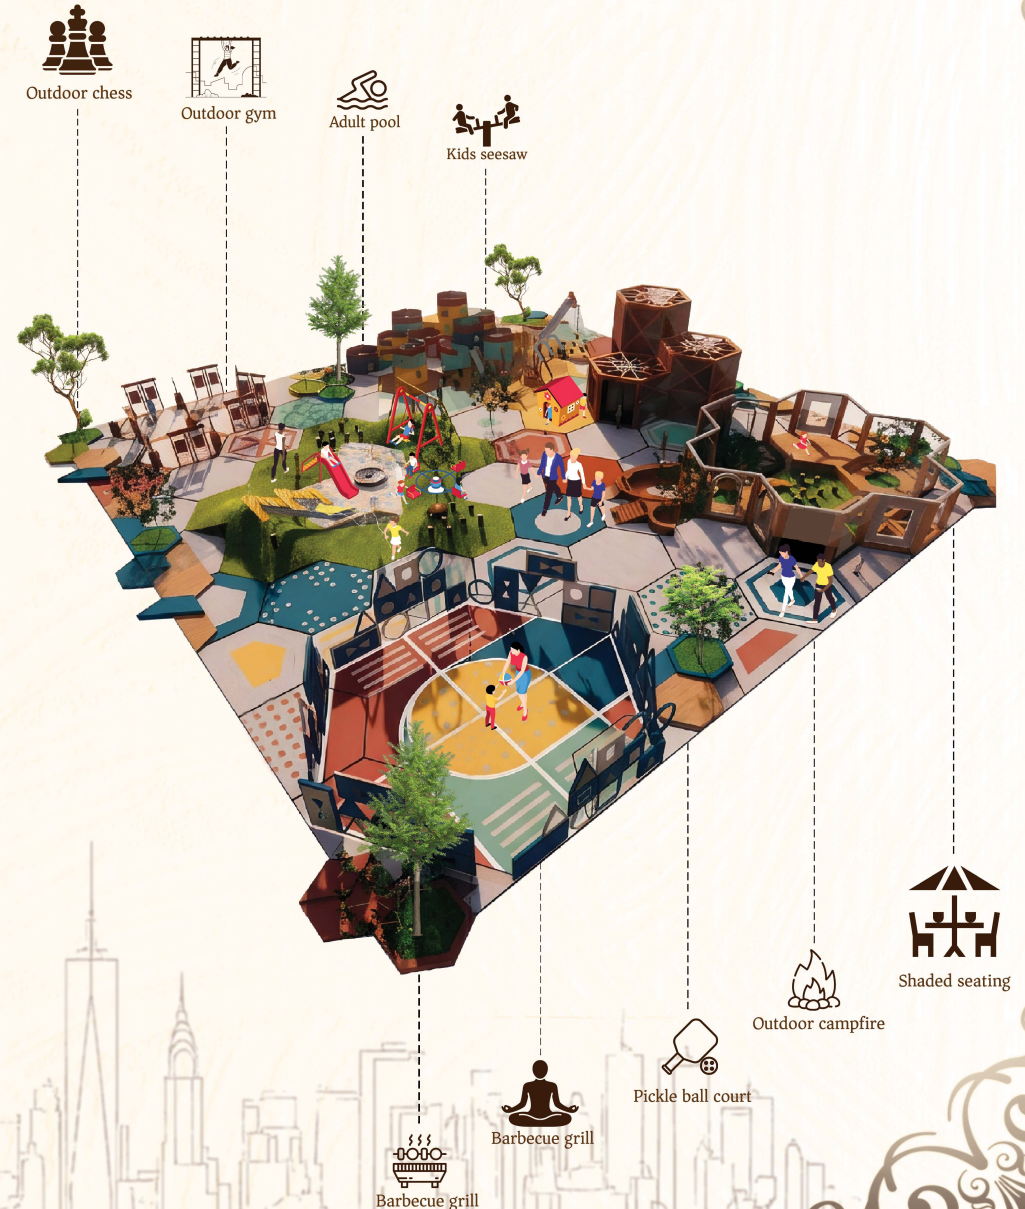 Outdoor chess
Outdoor gym
Adult pool
Kids seesaw
Shaded seating
Outdoor campfire
Pickle ball court
Barbecue grill
Barbecue grill